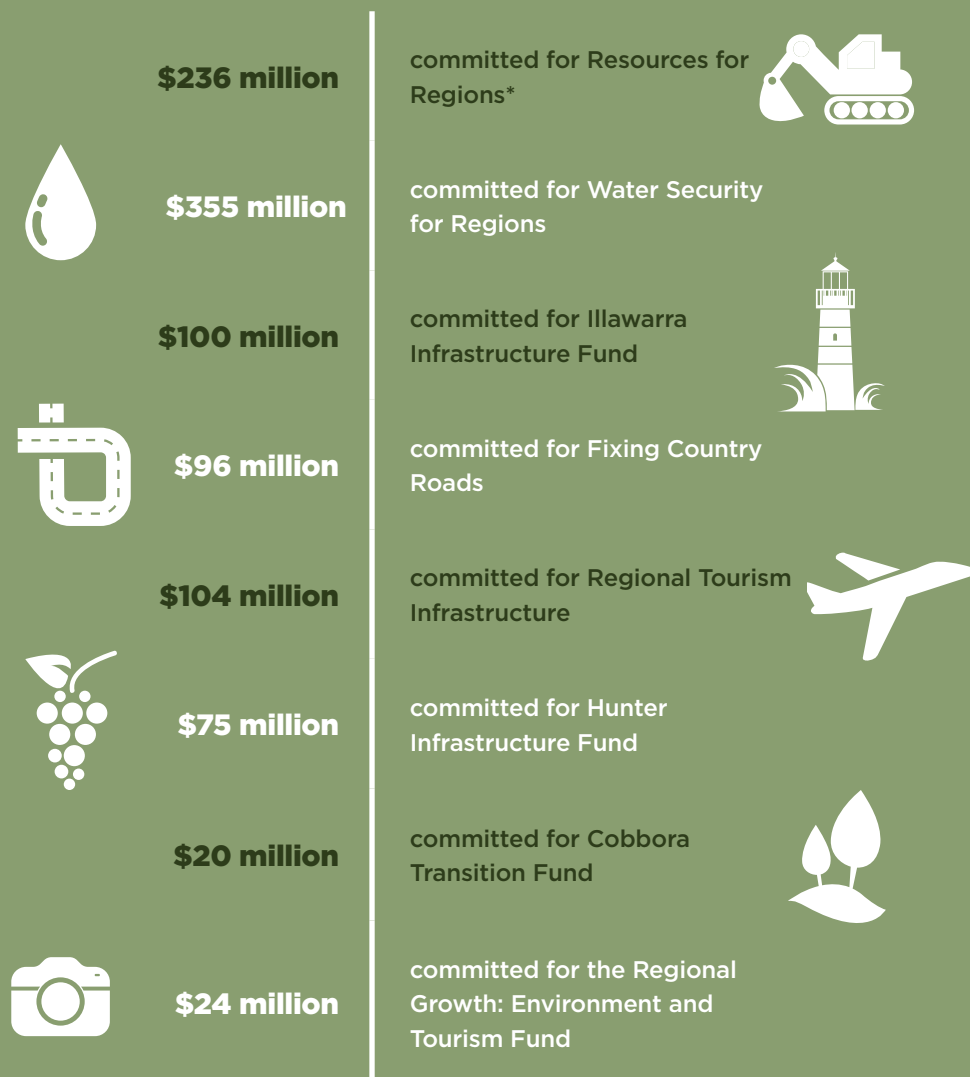 $236 million
committed for Resources for
Regions*
$355 million
committed for Water Security
for Regions
$100 million
committed for Illawarra
Infrastructure Fund
$96 million
committed for Fixing Country
Roads
$104 million
committed for Regional Tourism
Infrastructure
$75 million
committed for Hunter
Infrastructure Fund
$20 million
committed for Cobbora
Transition Fund
$24 million
committed for the Regional
Growth: Environment and
Tourism Fund